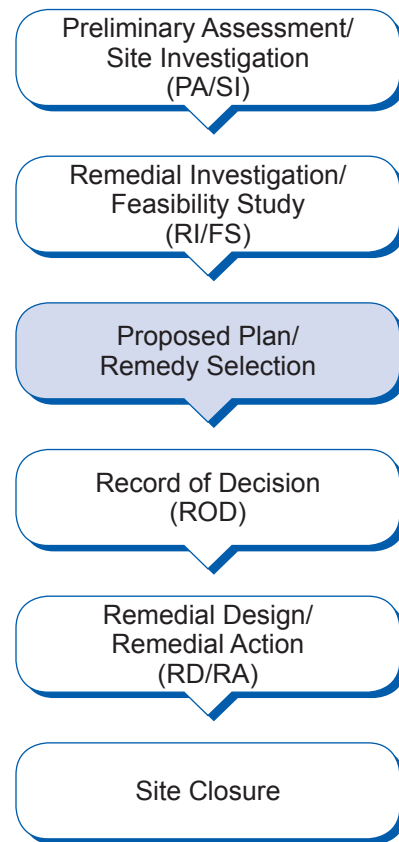 Preliminary Assessment/
Site Investigation
(PA/SI)
Remedial Investigation/
Feasibility Study
(RI/FS)
Proposed Plan/
Remedy Selection
Record of Decision
(ROD)
Remedial Design/
Remedial Action
(RD/RA)
Site Closure